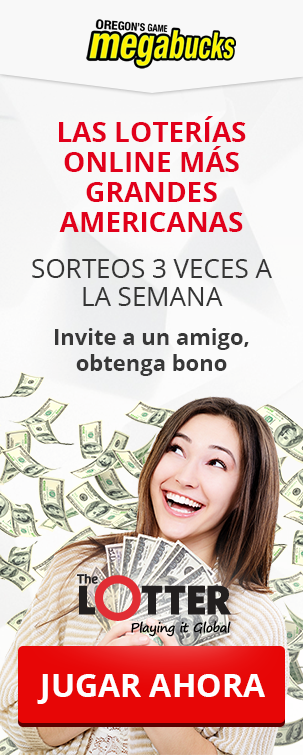 OREGON'S GAME
megabucks
LAS LOTERÍAS
ONLINE MÁS
GRANDES
AMERICANAS
SORTEOS 3 VECES A
LA SEMANA
Invite a un amigo,
obtenga bono
The
LOTTER
Playing it Global
JUGAR AHORA